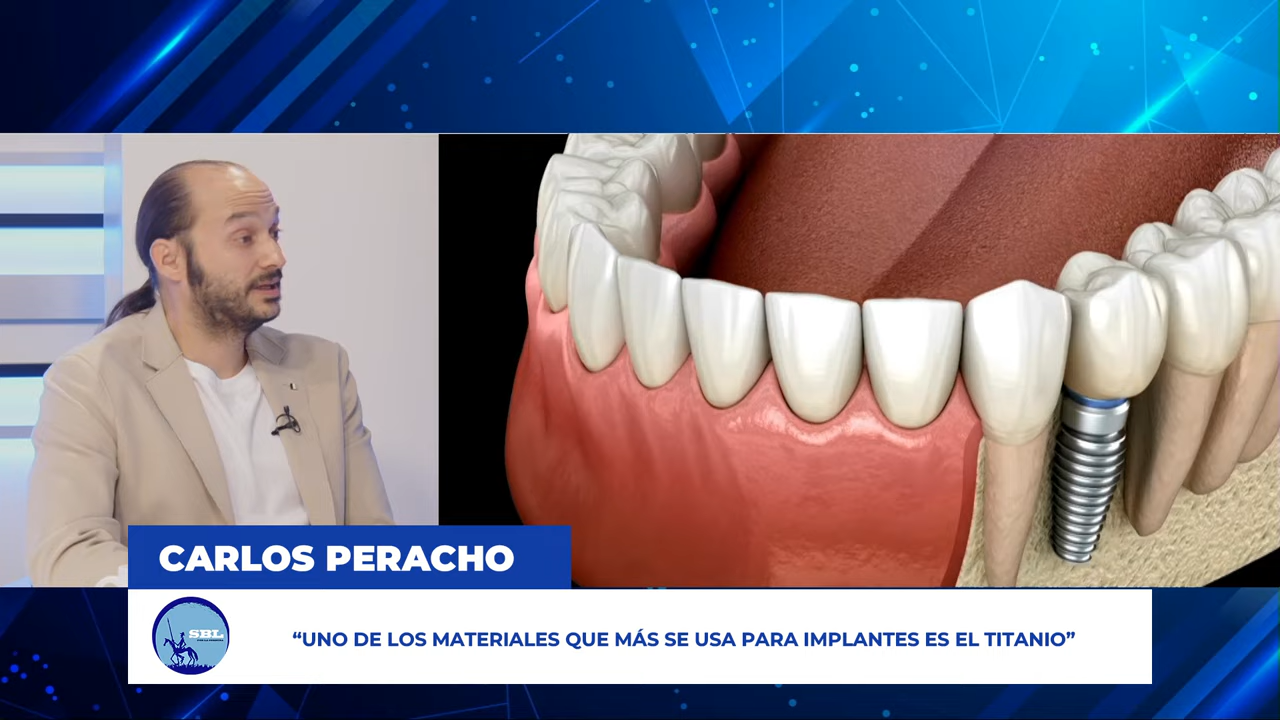 CARLOS PERACHO
SBL
“UNO DE LOS MATERIALES QUE MÁS SE USA PARA IMPLANTES ES EL TITANIO”